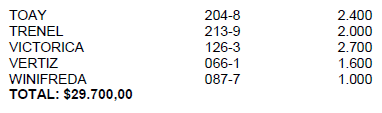 TOAY 204-8 2.400
TRENEL 213-9 2.000
VICTORICA 126-3 2.700
VERTIZ 066-1 1.600
WINIFREDA 087-7 1.000
TOTAL: $29.700,00